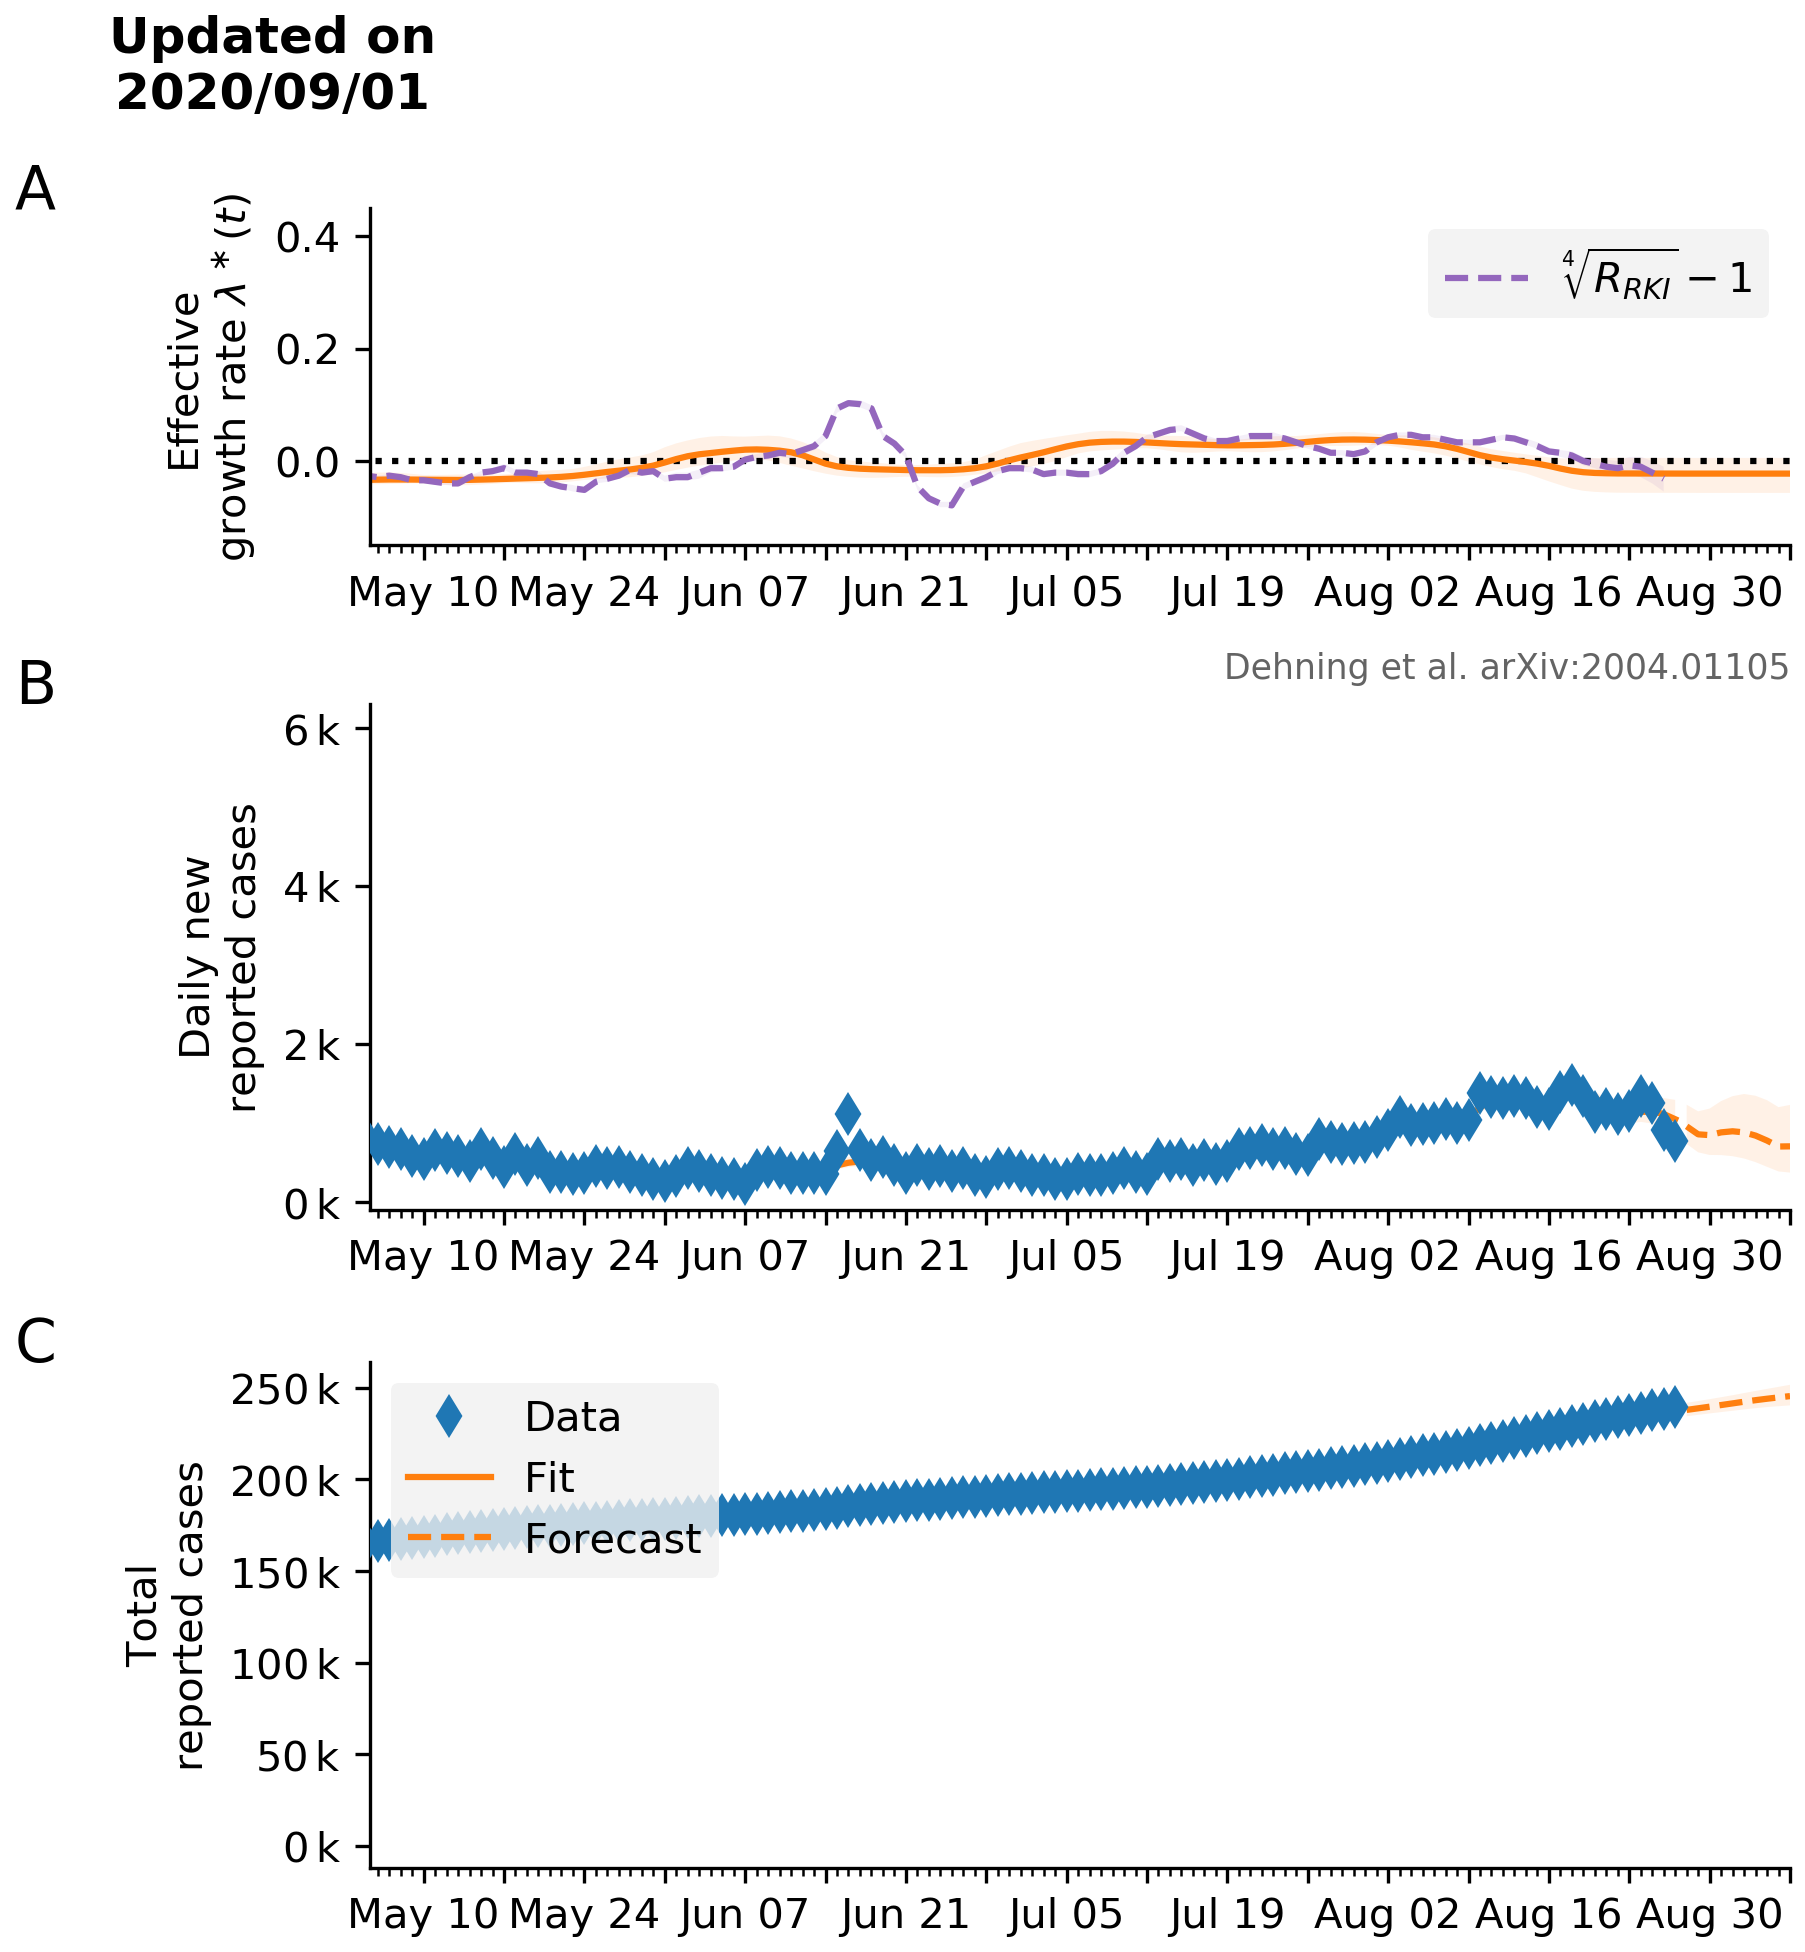 Updated on
2020/09/01
A
Effective
growth rate λ * (t)
0.4
0.2
0.0
∜R_RKI − 1
May 10 May 24 Jun 07 Jun 21 Jul 05 Jul 19 Aug 02 Aug 16 Aug 30
B
Dehning et al. arXiv:2004.01105
Daily new
reported cases
6 k
4 k
2 k
0 k
May 10 May 24 Jun 07 Jun 21 Jul 05 Jul 19 Aug 02 Aug 16 Aug 30
C
Total
reported cases
250 k
200 k
150 k
100 k
50 k
0 k
Data
Fit
Forecast
May 10 May 24 Jun 07 Jun 21 Jul 05 Jul 19 Aug 02 Aug 16 Aug 30